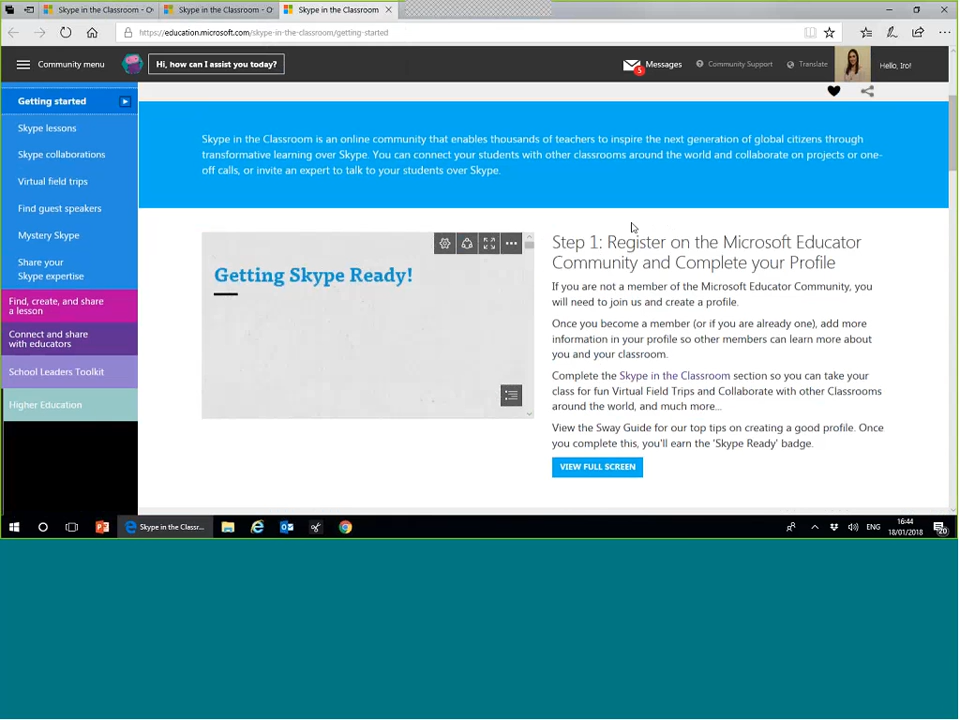 Skype in the Classroom - O
Skype in the Classroom - O
Skype in the Classroom
https://education.microsoft.com/skype-in-the-classroom/getting-started
Community menu
Hi, how can I assist you today?
5
Messages
Community Support
Translate
Hello, Iro!
Getting started
Skype lessons
Skype collaborations
Virtual field trips
Find guest speakers
Mystery Skype
Share your
Skype expertise
Find, create, and share
a lesson
Connect and share
with educators
School Leaders Toolkit
Higher Education
Skype in the Classroom is an online community that enables thousands of teachers to inspire the next generation of global citizens through
transformative learning over Skype. You can connect your students with other classrooms around the world and collaborate on projects or one-
off calls, or invite an expert to talk to your students over Skype.
Getting Skype Ready!
Step 1: Register on the Microsoft Educator
Community and Complete your Profile
If you are not a member of the Microsoft Educator Community, you
will need to join us and create a profile.
Once you become a member (or if you are already one), add more
information in your profile so other members can learn more about
you and your classroom.
Complete the Skype in the Classroom section so you can take your
class for fun Virtual Field Trips and Collaborate with other Classrooms
around the world, and much more...
View the Sway Guide for our top tips on creating a good profile. Once
you complete this, you'll earn the 'Skype Ready' badge.
VIEW FULL SCREEN
Skype in the Classr...
ENG
16:44
18/01/2018
20